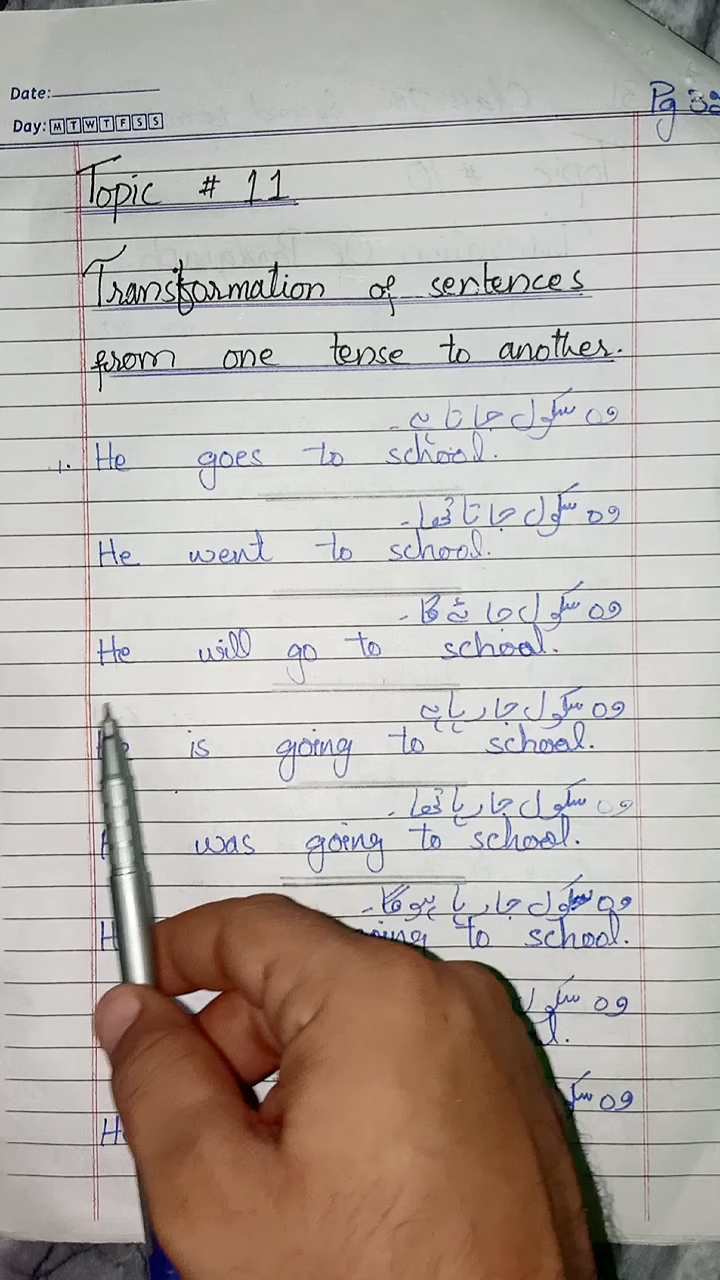 Date:
Day: M T W T F S S
Pg 32
Topic # 11
Transformation of sentences
from one tense to another.
وہ سکول جاتا ہے۔
1. He goes to school.
وہ سکول جاتا تھا۔
He went to school.
وہ سکول جائے گا۔
He will go to school.
وہ سکول جا رہا ہے
is going to school.
وہ سکول جا رہا تھا۔
was going to school.
وہ سکول جا رہا ہوگا۔
to school.
وہ
وہ